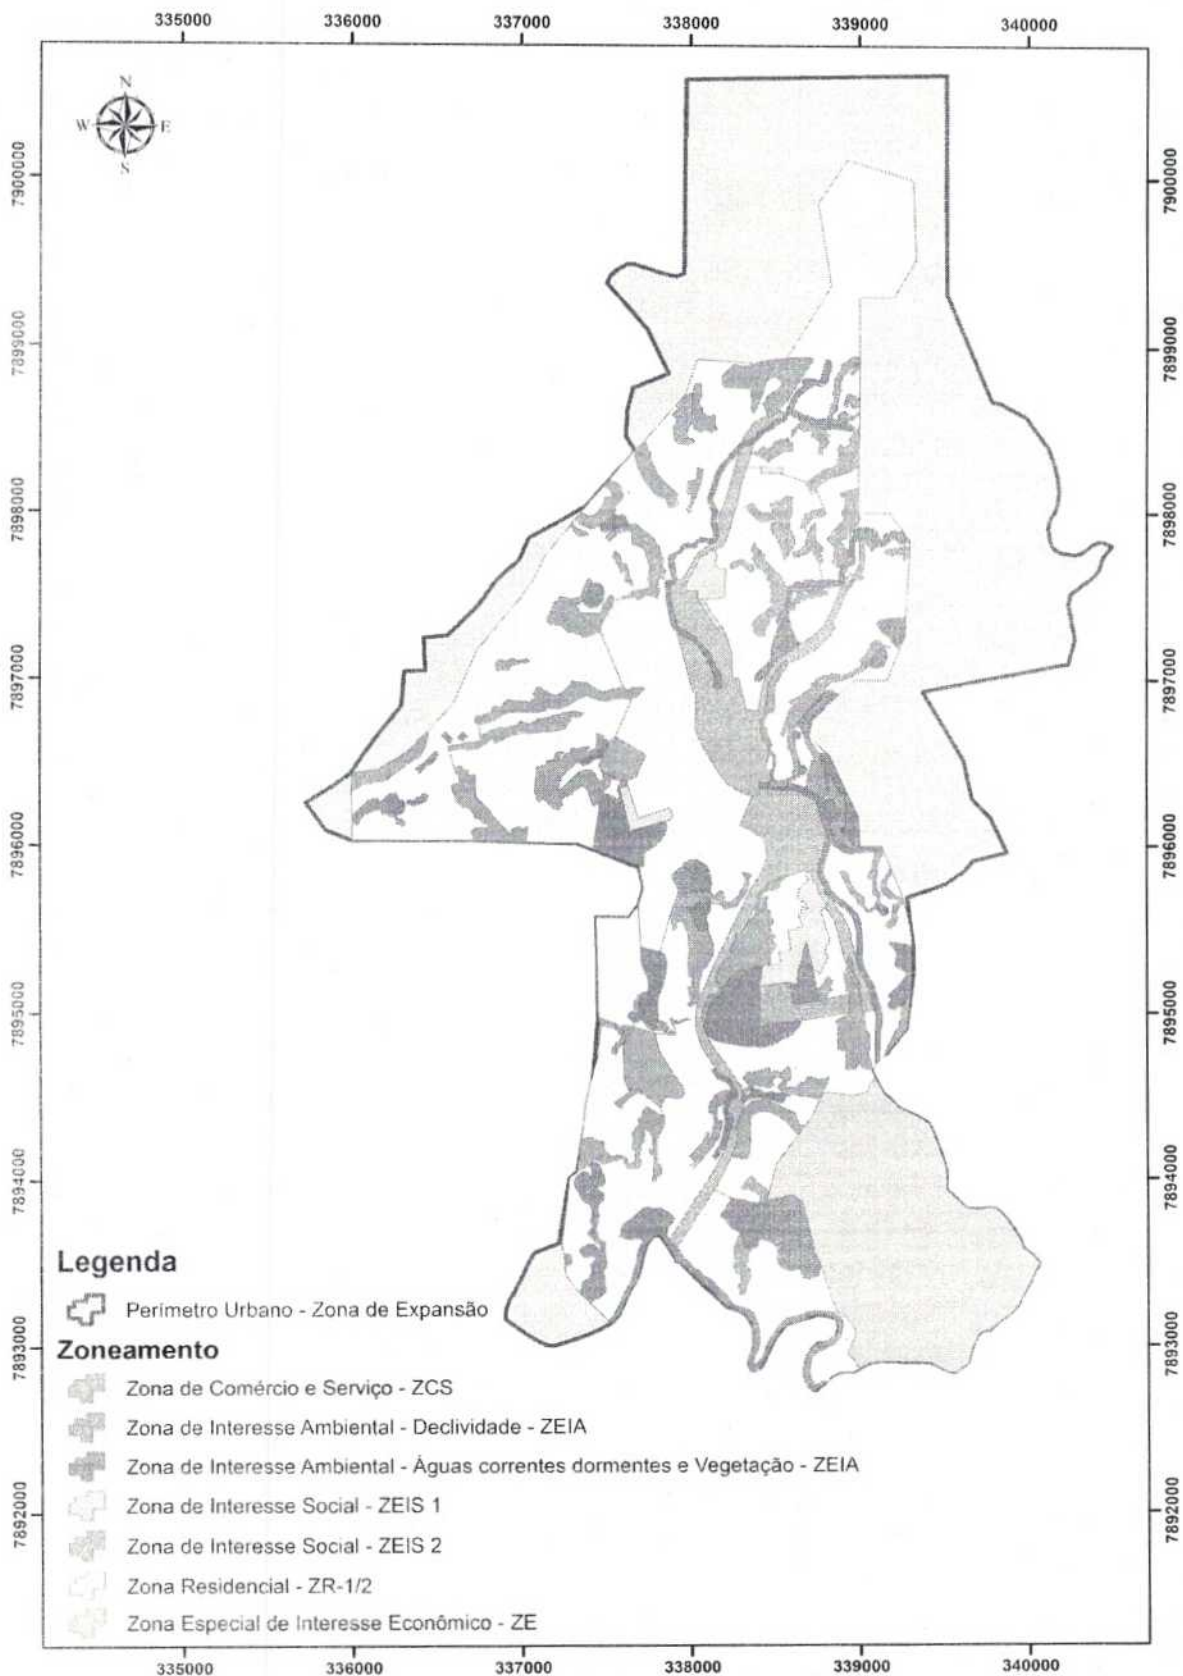 335000 336000 337000 338000 339000 340000
N
W E
S
7900000 7900000
7899000 7899000
7898000 7898000
7897000 7897000
7896000 7896000
7895000 7895000
7894000 7894000
7893000 7893000
7892000 7892000
Legenda
Perímetro Urbano - Zona de Expansão
Zoneamento
Zona de Comércio e Serviço - ZCS
Zona de Interesse Ambiental - Declividade - ZEIA
Zona de Interesse Ambiental - Águas correntes dormentes e Vegetação - ZEIA
Zona de Interesse Social - ZEIS 1
Zona de Interesse Social - ZEIS 2
Zona Residencial - ZR-1/2
Zona Especial de Interesse Econômico - ZE
335000 336000 337000 338000 339000 340000